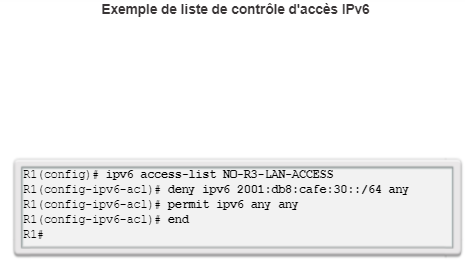 Exemple de liste de contrôle d'accès IPv6
R1(config)# ipv6 access-list NO-R3-LAN-ACCESS
R1(config-ipv6-acl)# deny ipv6 2001:db8:cafe:30::/64 any
R1(config-ipv6-acl)# permit ipv6 any any
R1(config-ipv6-acl)# end
R1#